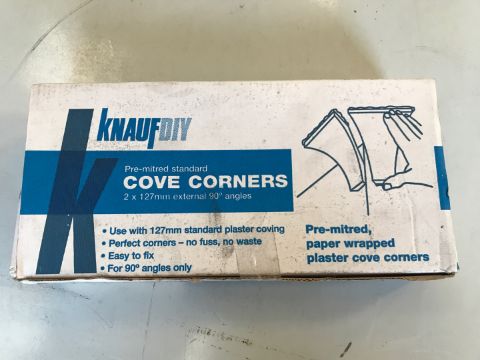 KNAUFDIY
Pre-mitred standard
COVE CORNERS
2 x 127mm external 90° angles
• Use with 127mm standard plaster coving
• Perfect corners – no fuss, no waste
• Easy to fix
• For 90° angles only
Pre-mitred,
paper wrapped
plaster cove corners
k